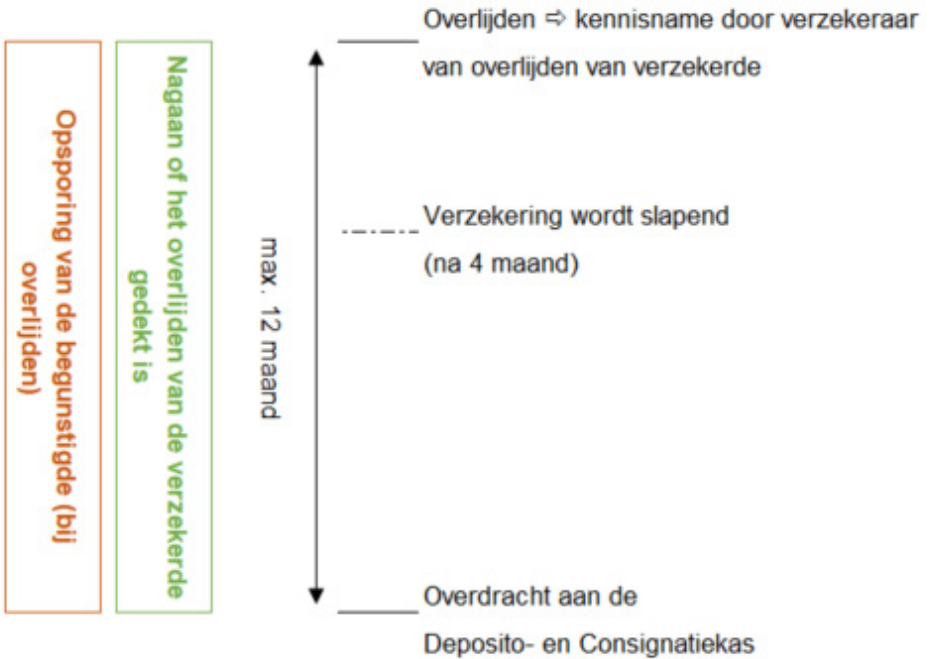 Overlijden ⇨ kennisname door verzekeraar
van overlijden van verzekerde
Opsporing van de begunstigde (bij
overlijden)
Nagaan of het overlijden van de verzekerde
gedekt is
max. 12 maand
Verzekering wordt slapend
(na 4 maand)
Overdracht aan de
Deposito- en Consignatiekas